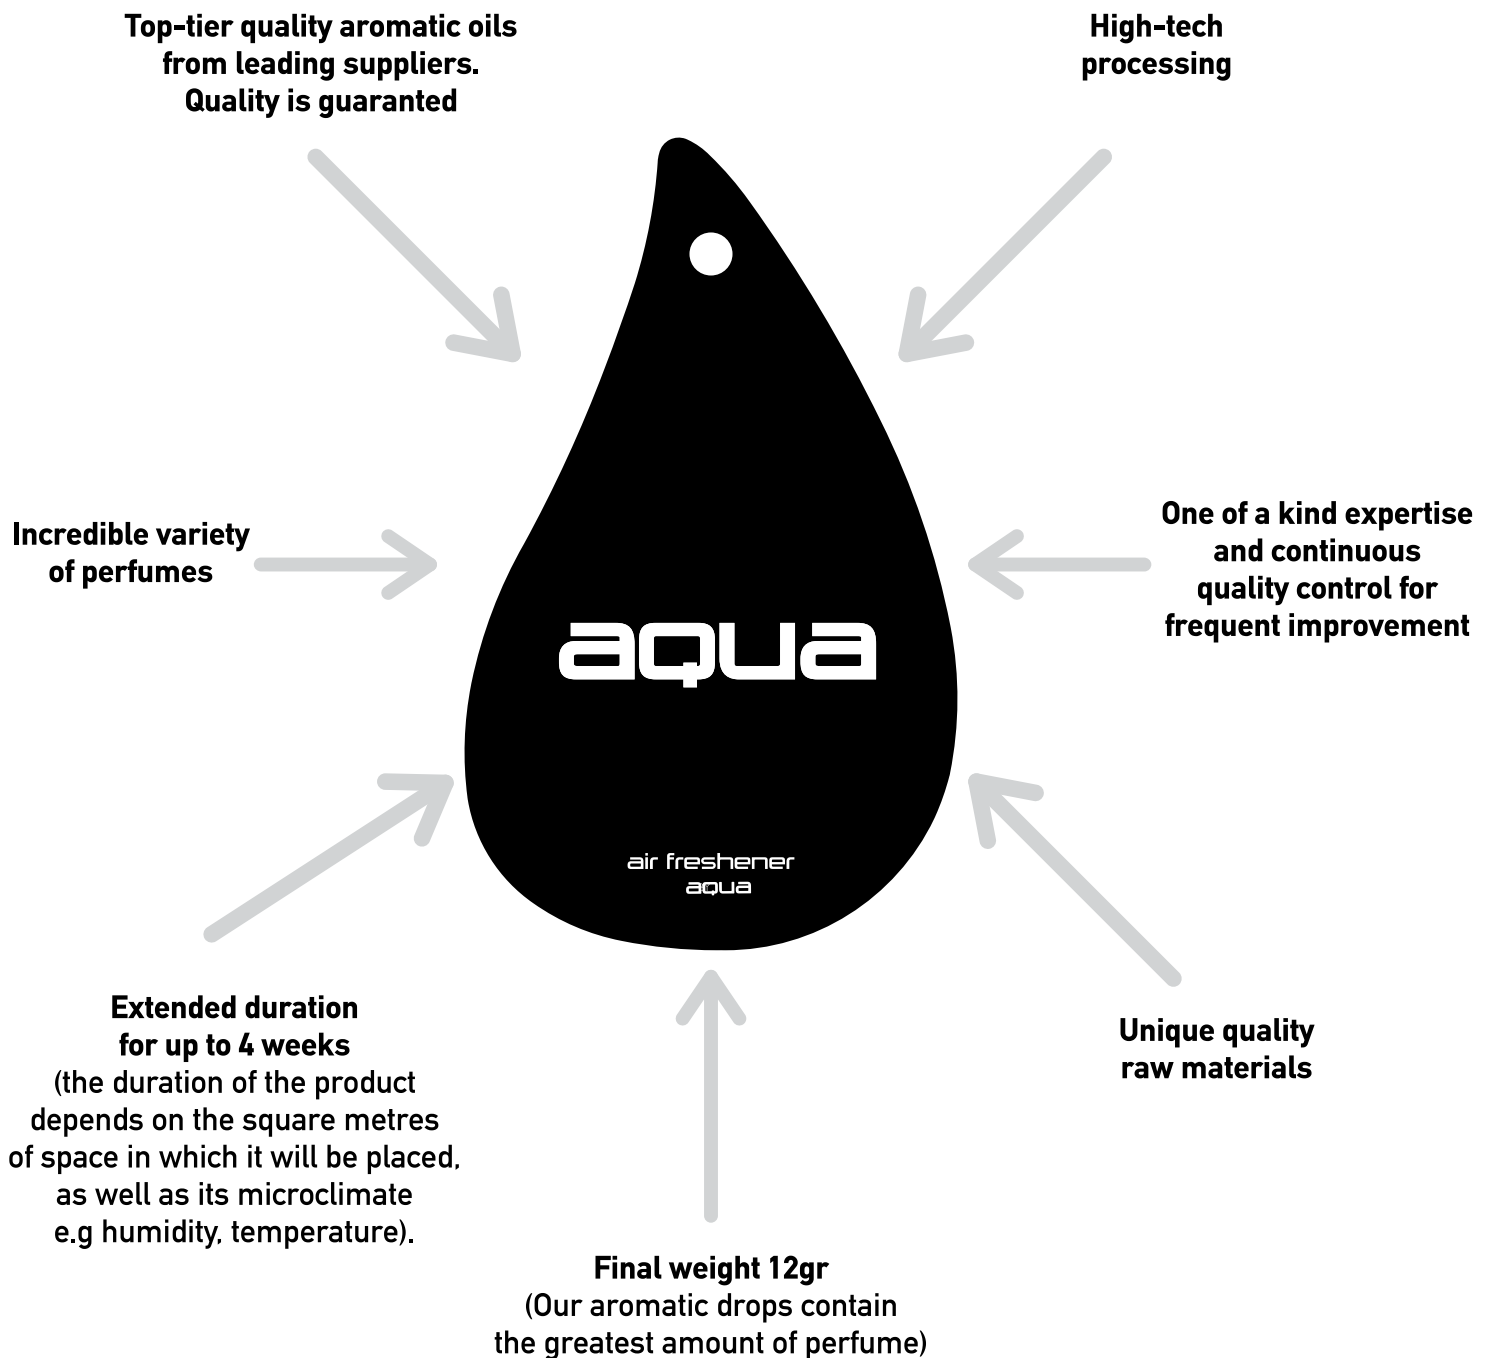 Top-tier quality aromatic oils
from leading suppliers.
Quality is guaranted
High-tech
processing
Incredible variety
of perfumes
One of a kind expertise
and continuous
quality control for
frequent improvement
aqua
air freshener
aqua
Extended duration
for up to 4 weeks
(the duration of the product
depends on the square metres
of space in which it will be placed,
as well as its microclimate
e.g humidity, temperature).
Unique quality
raw materials
Final weight 12gr
(Our aromatic drops contain
the greatest amount of perfume)